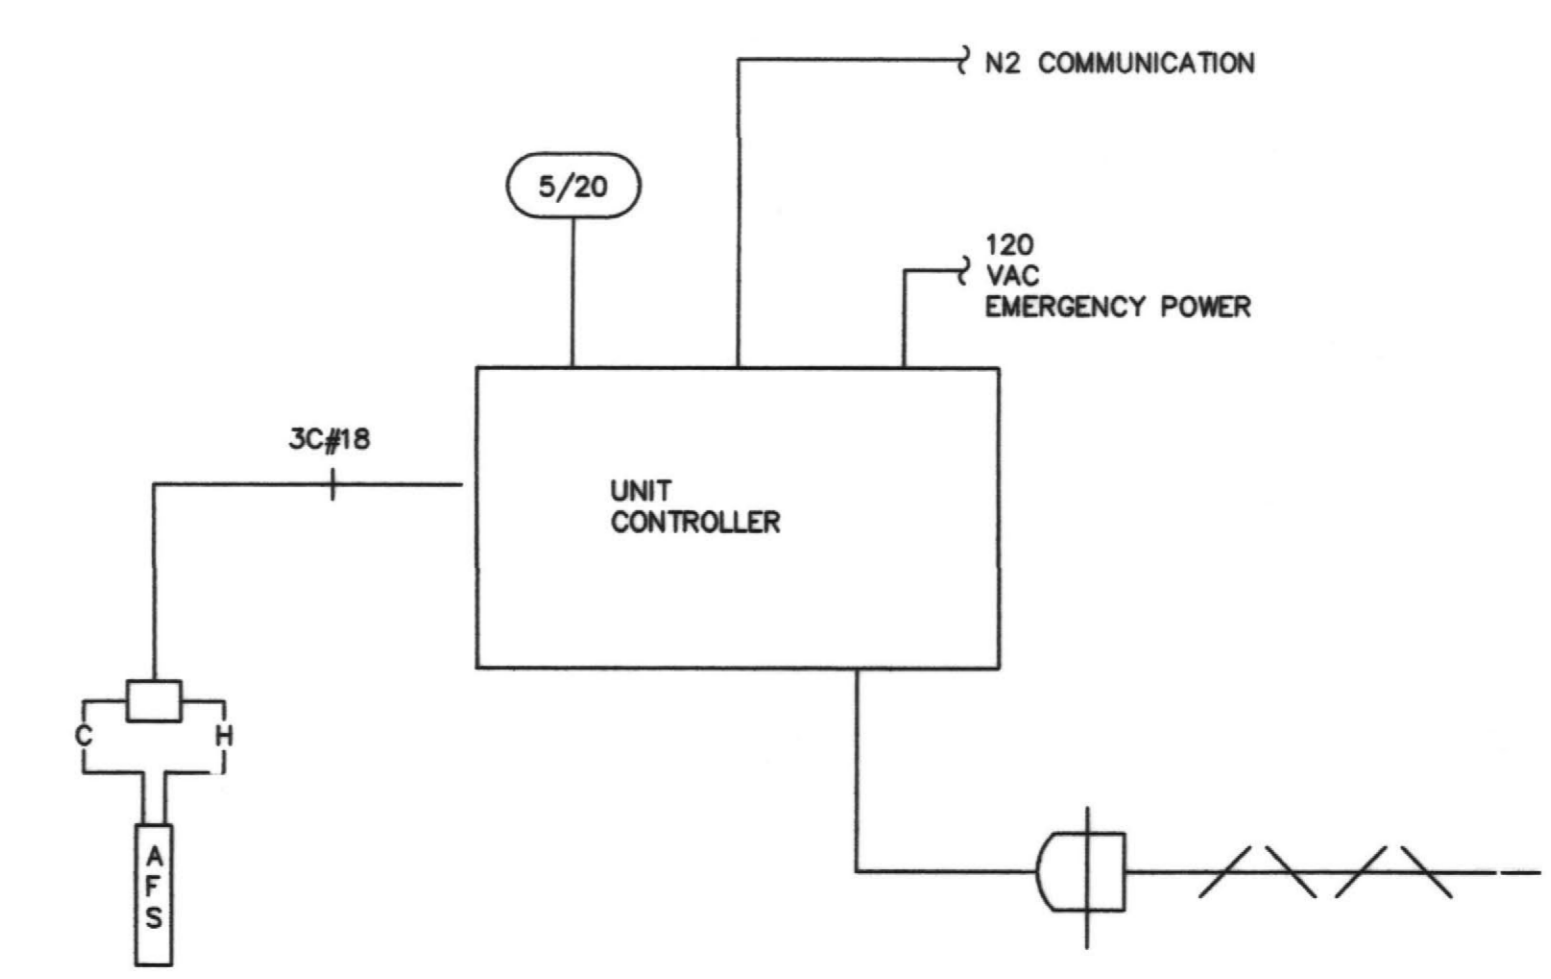 N2 COMMUNICATION
5/20
120
VAC
EMERGENCY POWER
3C#18
UNIT
CONTROLLER
C
H
A
F
S